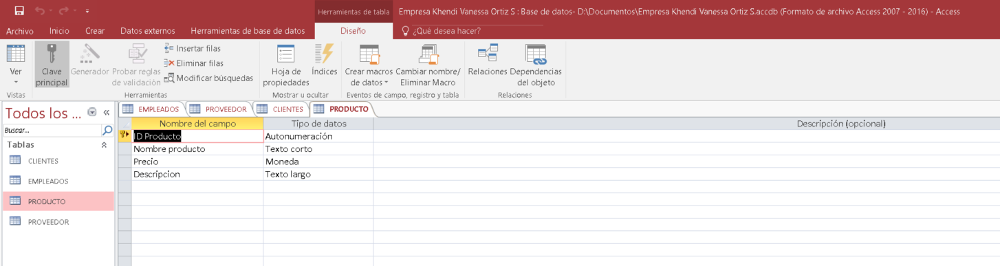 Herramientas de tabla
Empresa Khendi Vanessa Ortiz S : Base de datos- D:\Documentos\Empresa Khendi Vanessa Ortiz S.accdb (Formato de archivo Access 2007 - 2016) - Access
Archivo Inicio Crear Datos externos Herramientas de base de datos Diseño ¿Qué desea hacer?
Ver
Clave principal
Generador
Probar reglas de validación
Insertar filas
Eliminar filas
Modificar búsquedas
Hoja de propiedades
Índices
Crear macros de datos
Cambiar nombre/ Eliminar Macro
Relaciones
Dependencias del objeto
Vistas Herramientas Mostrar u ocultar Eventos de campo, registro y tabla Relaciones
Todos los ...
Buscar...
Tablas
CLIENTES
EMPLEADOS
PRODUCTO
PROVEEDOR
EMPLEADOS PROVEEDOR CLIENTES PRODUCTO
Nombre del campo Tipo de datos Descripción (opcional)
ID Producto Autonumeración
Nombre producto Texto corto
Precio Moneda
Descripcion Texto largo